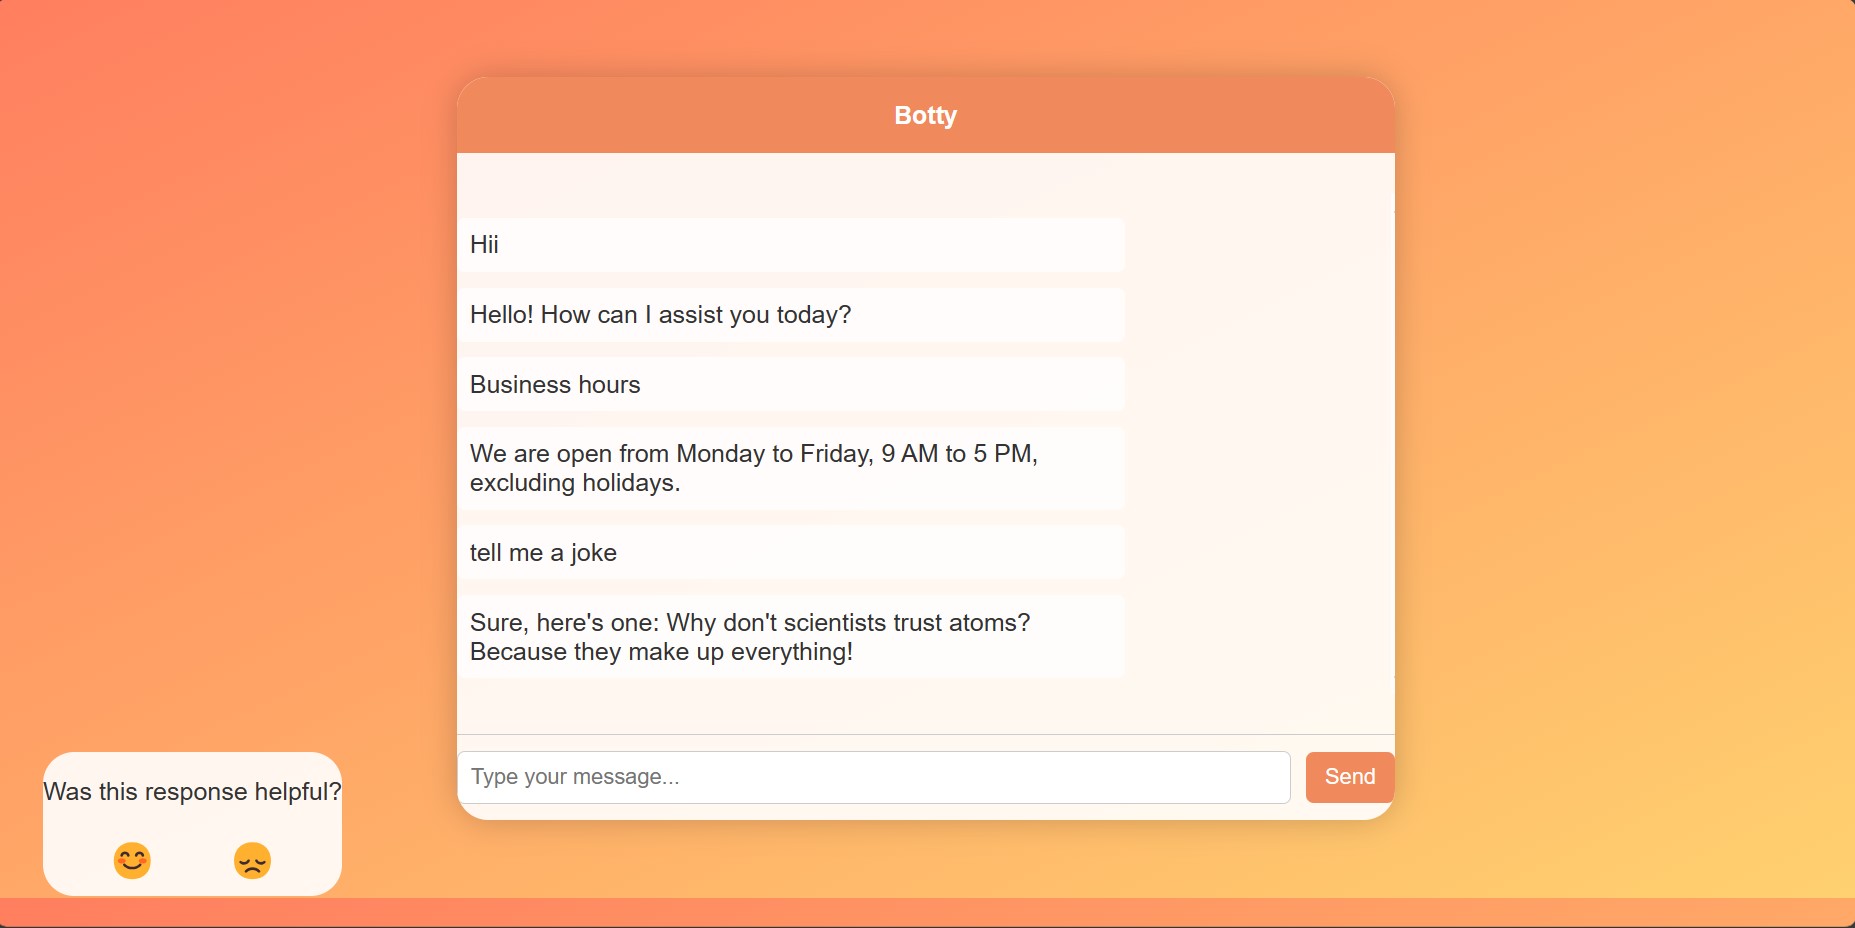 Botty
Hii
Hello! How can I assist you today?
Business hours
We are open from Monday to Friday, 9 AM to 5 PM,
excluding holidays.
tell me a joke
Sure, here's one: Why don't scientists trust atoms?
Because they make up everything!
Type your message...
Send
Was this response helpful?